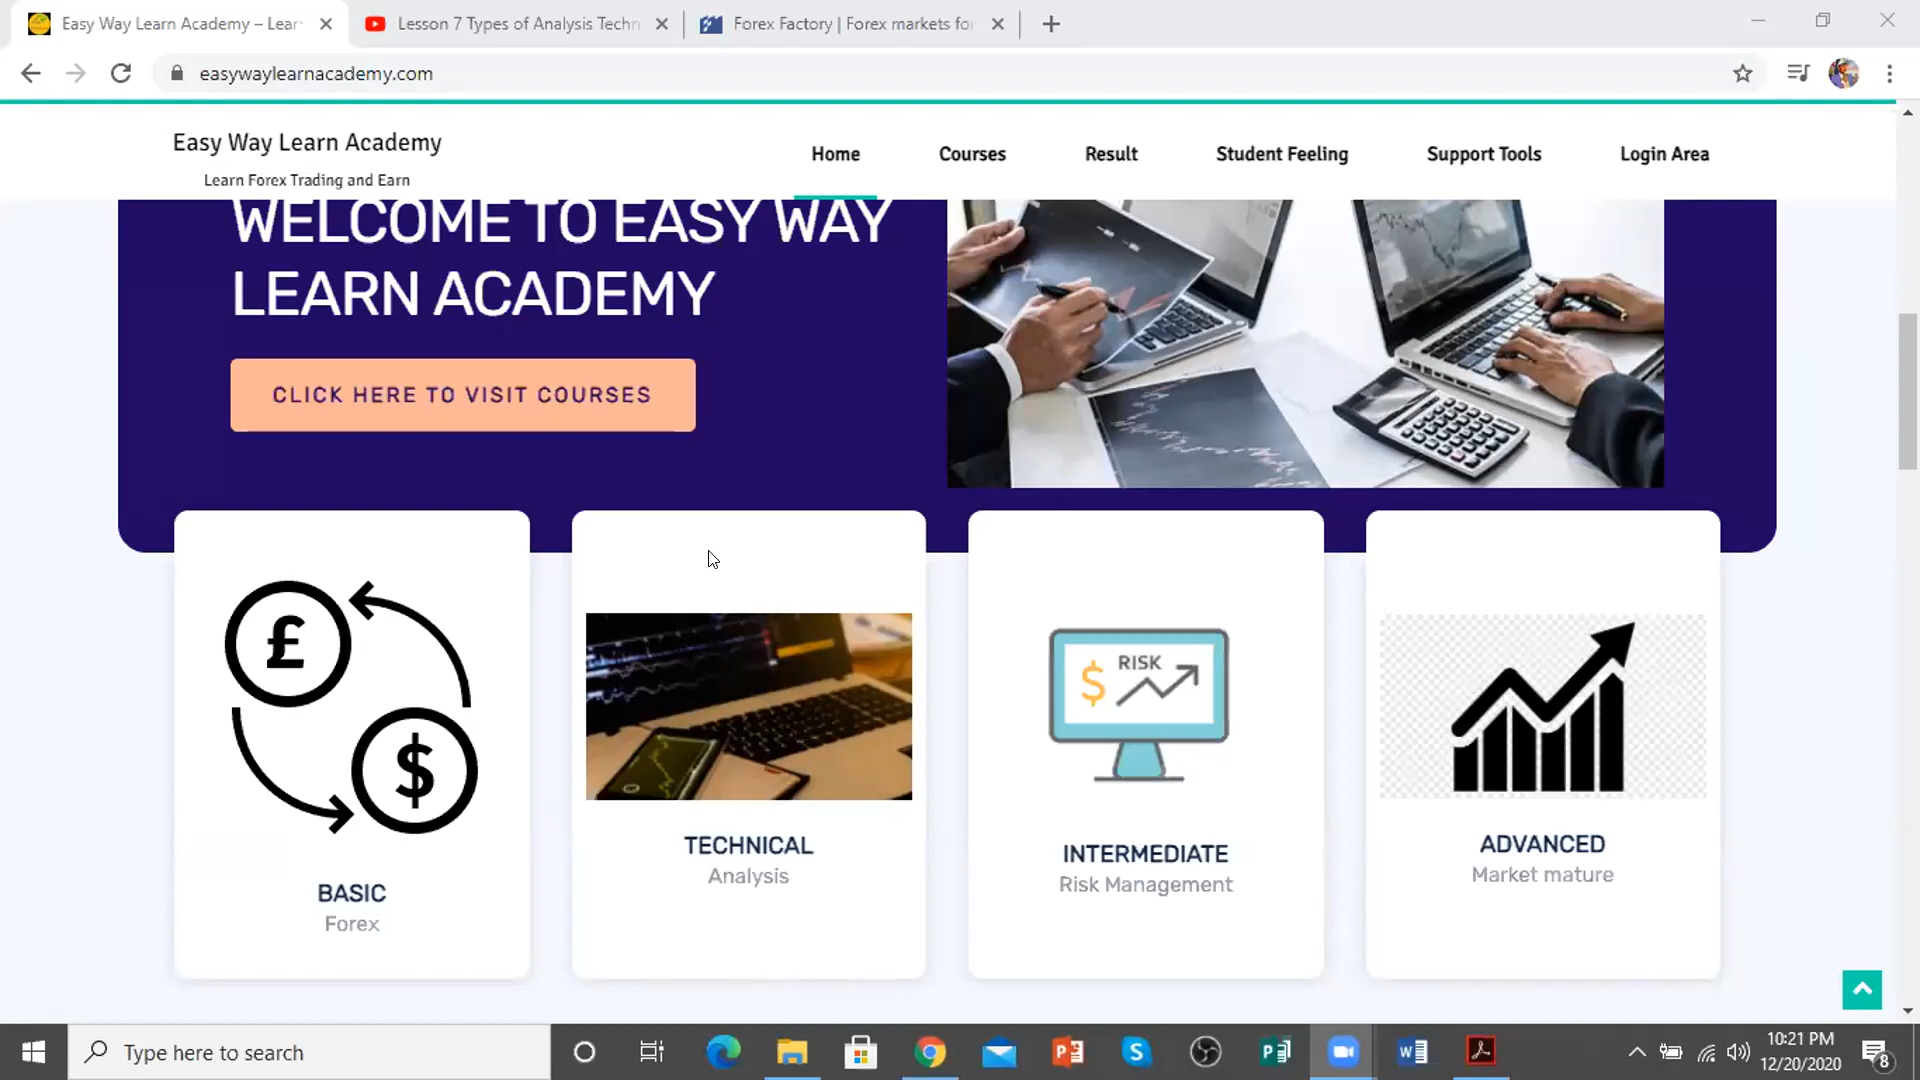 Easy Way Learn Academy – Lear
Lesson 7 Types of Analysis Techn
Forex Factory | Forex markets for
easywaylearnacademy.com
Easy Way Learn Academy
Learn Forex Trading and Earn
Home
Courses
Result
Student Feeling
Support Tools
Login Area
WELCOME TO EASY WAY
LEARN ACADEMY
CLICK HERE TO VISIT COURSES
£
$
BASIC
Forex
TECHNICAL
Analysis
RISK
$
INTERMEDIATE
Risk Management
ADVANCED
Market mature
Type here to search
10:21 PM
12/20/2020
8